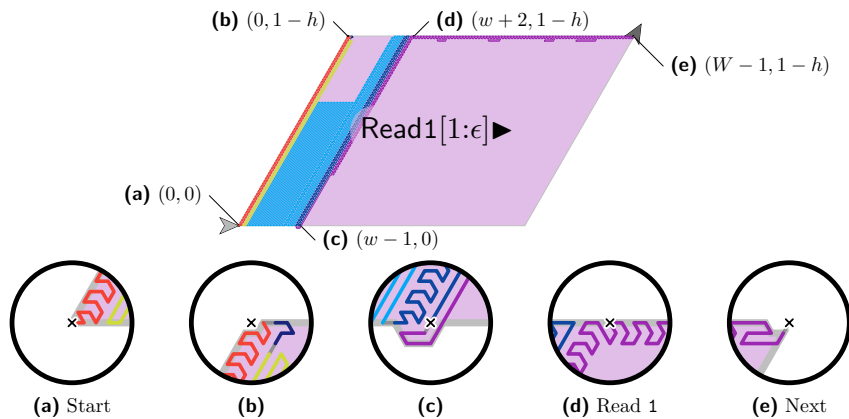 (b) (0, 1 − h)
(d) (w + 2, 1 − h)
(e) (W − 1, 1 − h)
Read1[1:ϵ]▶
(a) (0, 0)
(c) (w − 1, 0)
(a) Start
(b)
(c)
(d) Read 1
(e) Next